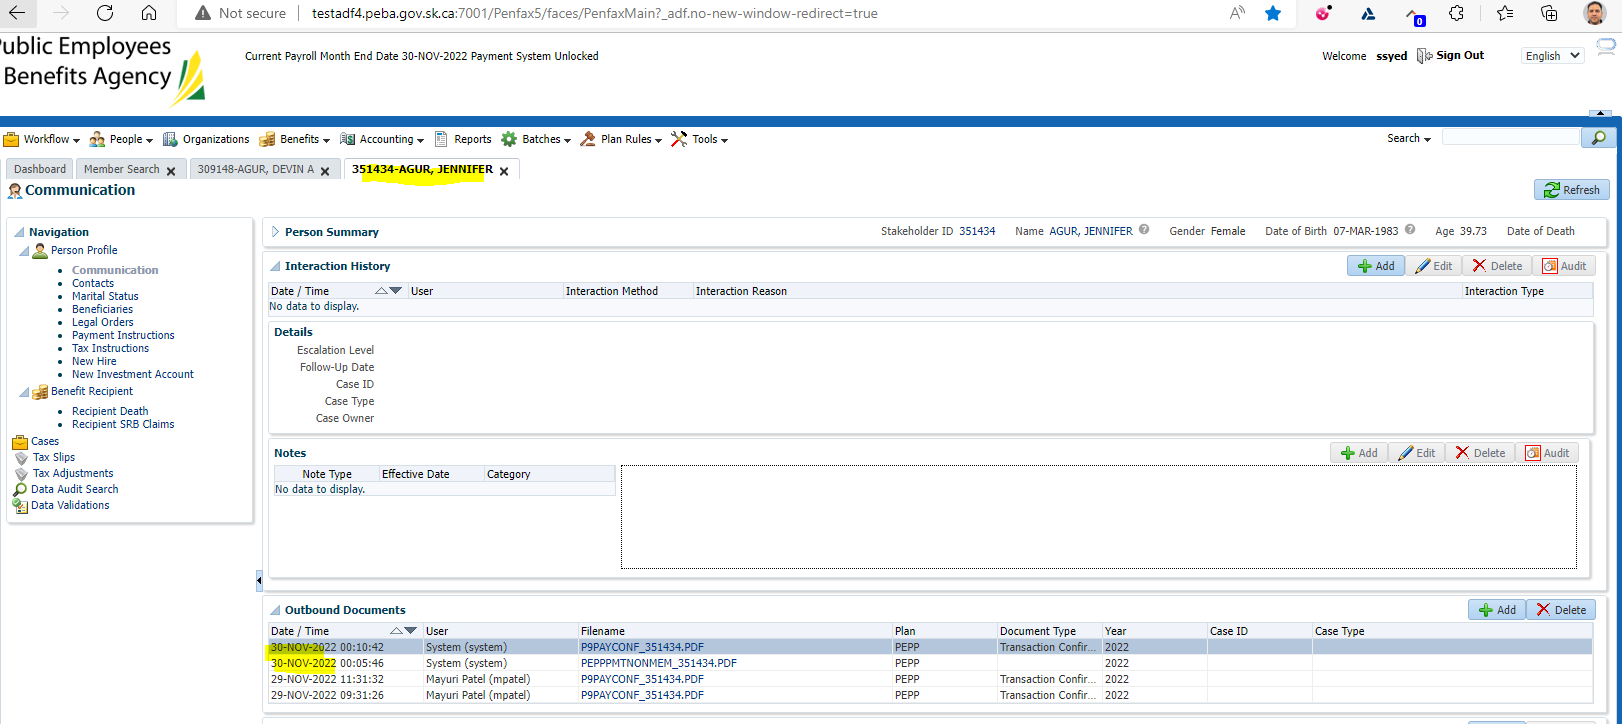 Not secure testadf4.peba.gov.sk.ca:7001/Penfax5/faces/PenfaxMain?_adf.no-new-window-redirect=true 0
Public Employees
Benefits Agency
Current Payroll Month End Date 30-NOV-2022 Payment System Unlocked
Welcome ssyed Sign Out English
Workflow People Organizations Benefits Accounting Reports Batches Plan Rules Tools Search
Dashboard Member Search 309148-AGUR, DEVIN A 351434-AGUR, JENNIFER
Communication
Refresh
Navigation
Person Profile
Communication
Contacts
Marital Status
Beneficiaries
Legal Orders
Payment Instructions
Tax Instructions
New Hire
New Investment Account
Benefit Recipient
Recipient Death
Recipient SRB Claims
Cases
Tax Slips
Tax Adjustments
Data Audit Search
Data Validations
Person Summary Stakeholder ID 351434 Name AGUR, JENNIFER Gender Female Date of Birth 07-MAR-1983 Age 39.73 Date of Death
Interaction History Add Edit Delete Audit
Date / Time User Interaction Method Interaction Reason Interaction Type
No data to display.
Details
Escalation Level
Follow-Up Date
Case ID
Case Type
Case Owner
Notes Add Edit Delete Audit
Note Type Effective Date Category
No data to display.
Outbound Documents Add Delete
Date / Time User Filename Plan Document Type Year Case ID Case Type
30-NOV-2022 00:10:42 System (system) P9PAYCONF_351434.PDF PEPP Transaction Confir... 2022
30-NOV-2022 00:05:46 System (system) PEPPPMTNONMEM_351434.PDF PEPP 2022
29-NOV-2022 11:31:32 Mayuri Patel (mpatel) P9PAYCONF_351434.PDF PEPP Transaction Confir... 2022
29-NOV-2022 09:31:26 Mayuri Patel (mpatel) P9PAYCONF_351434.PDF PEPP Transaction Confir... 2022